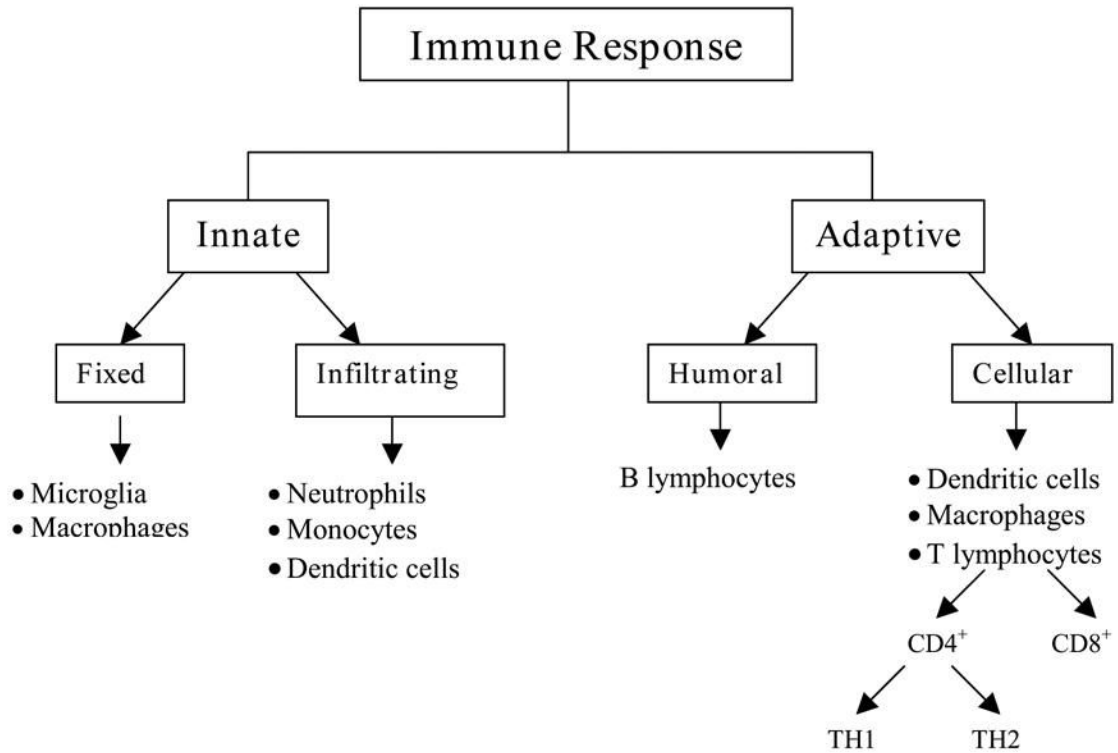 Immune Response
Innate
Adaptive
Fixed
Infiltrating
Humoral
Cellular
• Microglia
• Macrophages
• Neutrophils
• Monocytes
• Dendritic cells
B lymphocytes
• Dendritic cells
• Macrophages
• T lymphocytes
CD4⁺
CD8⁺
TH1
TH2